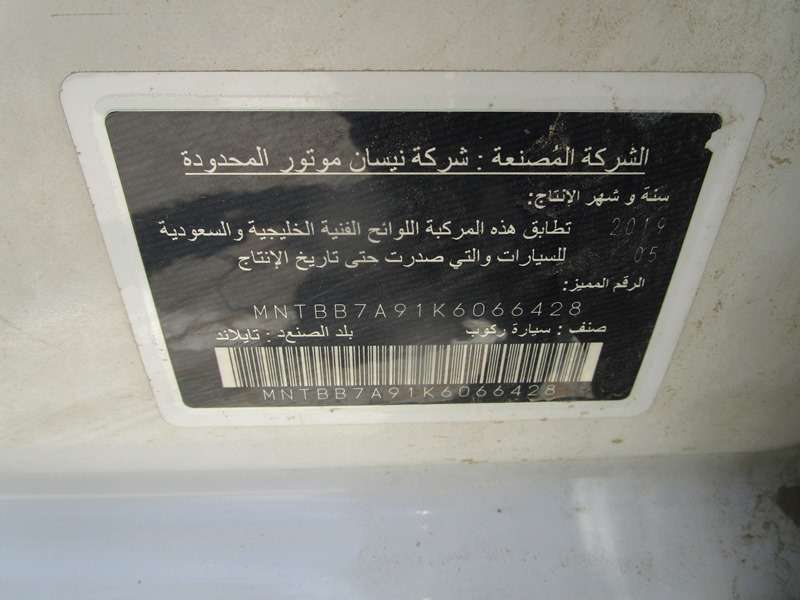 الشركة المُصنعة : شركة نيسان موتور المحدودة
سنة و شهر الإنتاج:
2019 تطابق هذه المركبة اللوائح الفنية الخليجية والسعودية
05 للسيارات والتي صدرت حتى تاريخ الإنتاج
الرقم المميز:
MNTBB7A91K6066428
صنف : سيارة ركوب بلد الصنع : تايلاند
MNTBB7A91K6066428